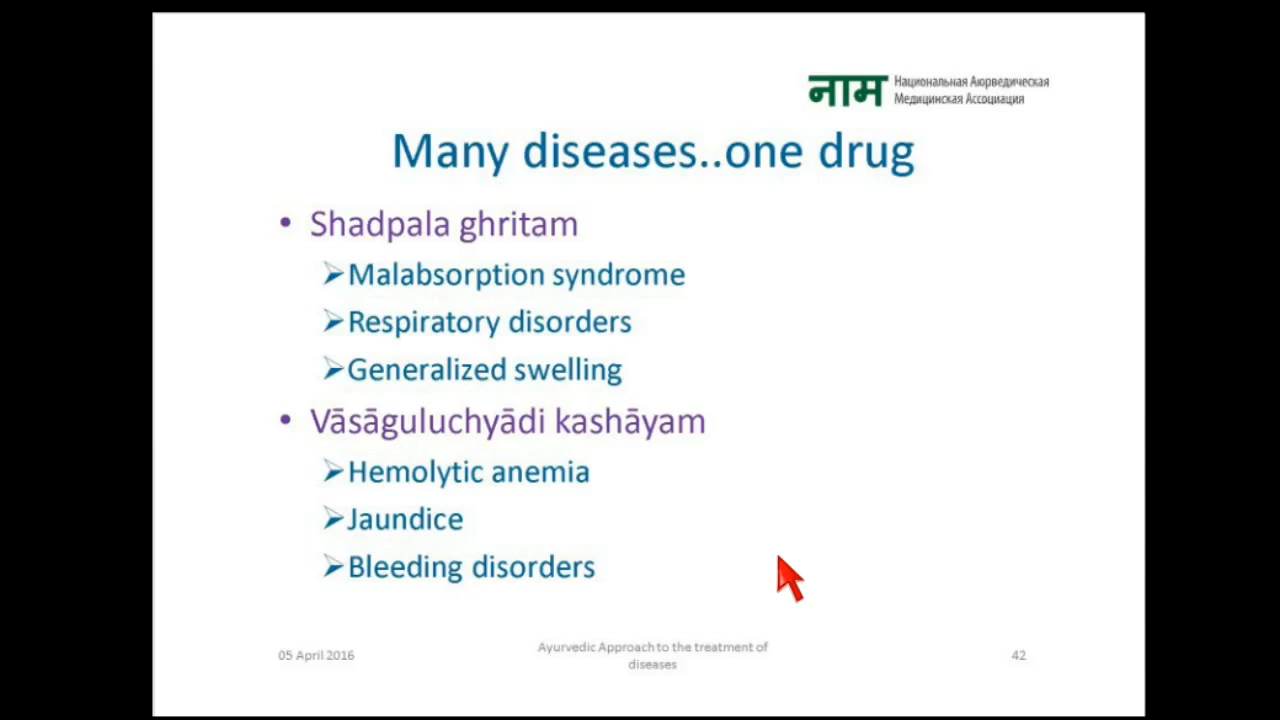 नाम Национальная Аюрведическая
Медицинская Ассоциация
Many diseases..one drug
• Shadpala ghritam
➢Malabsorption syndrome
➢Respiratory disorders
➢Generalized swelling
• Vāsāguluchyādi kashāyam
➢Hemolytic anemia
➢Jaundice
➢Bleeding disorders
05 April 2016
Ayurvedic Approach to the treatment of
diseases
42